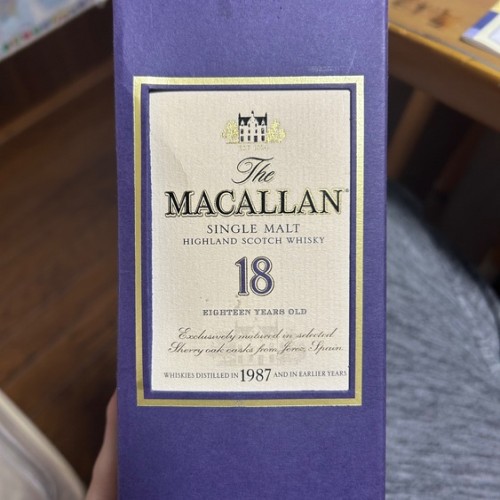 The
MACALLAN
SINGLE MALT
HIGHLAND SCOTCH WHISKY
18
EIGHTEEN YEARS OLD
Exclusively matured in selected
Sherry oak casks from Jerez, Spain
WHISKIES DISTILLED IN 1987 AND IN EARLIER YEARS